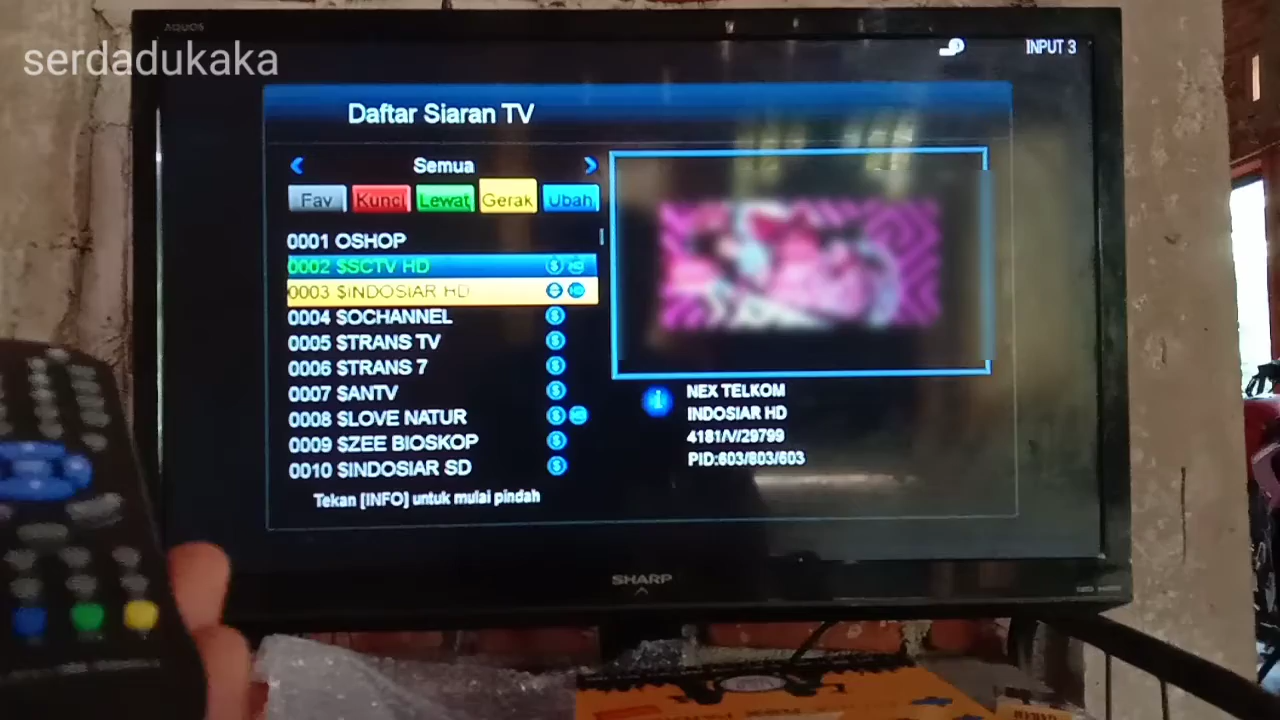 AQUOS
serdadukaka
INPUT 3
Daftar Siaran TV
Semua
Fav Kunci Lewat Gerak Ubah
0001 OSHOP
0002 $SCTV HD
0003 $INDOSIAR HD
0004 $OCHANNEL
0005 $TRANS TV
0006 $TRANS 7
0007 $ANTV
0008 $LOVE NATUR
0009 $ZEE BIOSKOP
0010 $INDOSIAR SD
Tekan [INFO] untuk mulai pindah
NEX TELKOM
INDOSIAR HD
4181/V/29799
PID:603/803/603
SHARP